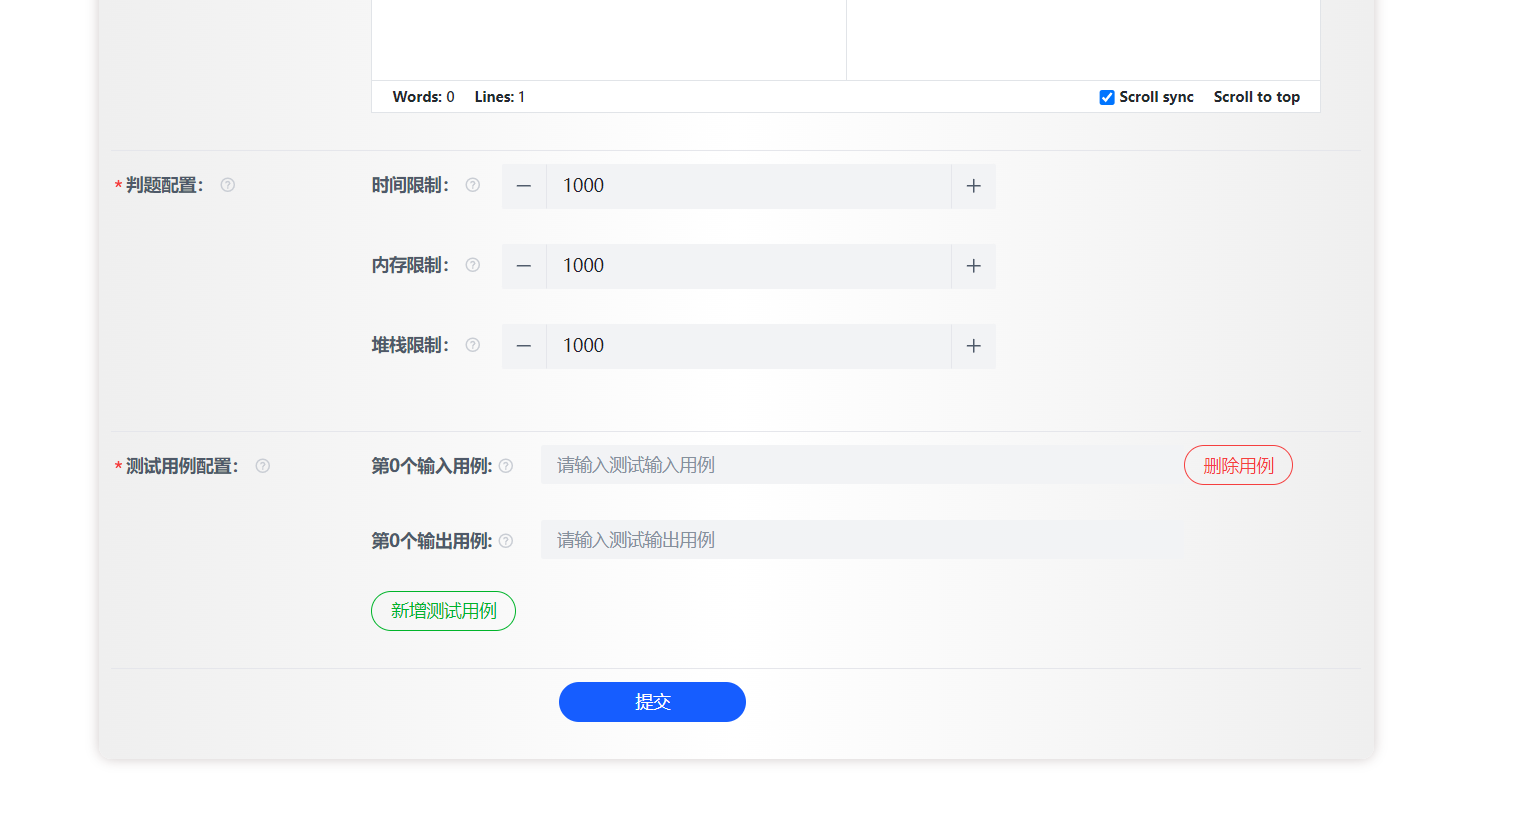 Words: 0 Lines: 1 Scroll sync Scroll to top
* 判题配置： 时间限制： 1000
内存限制： 1000
堆栈限制： 1000
* 测试用例配置： 第0个输入用例: 请输入测试输入用例 删除用例
第0个输出用例: 请输入测试输出用例
新增测试用例
提交